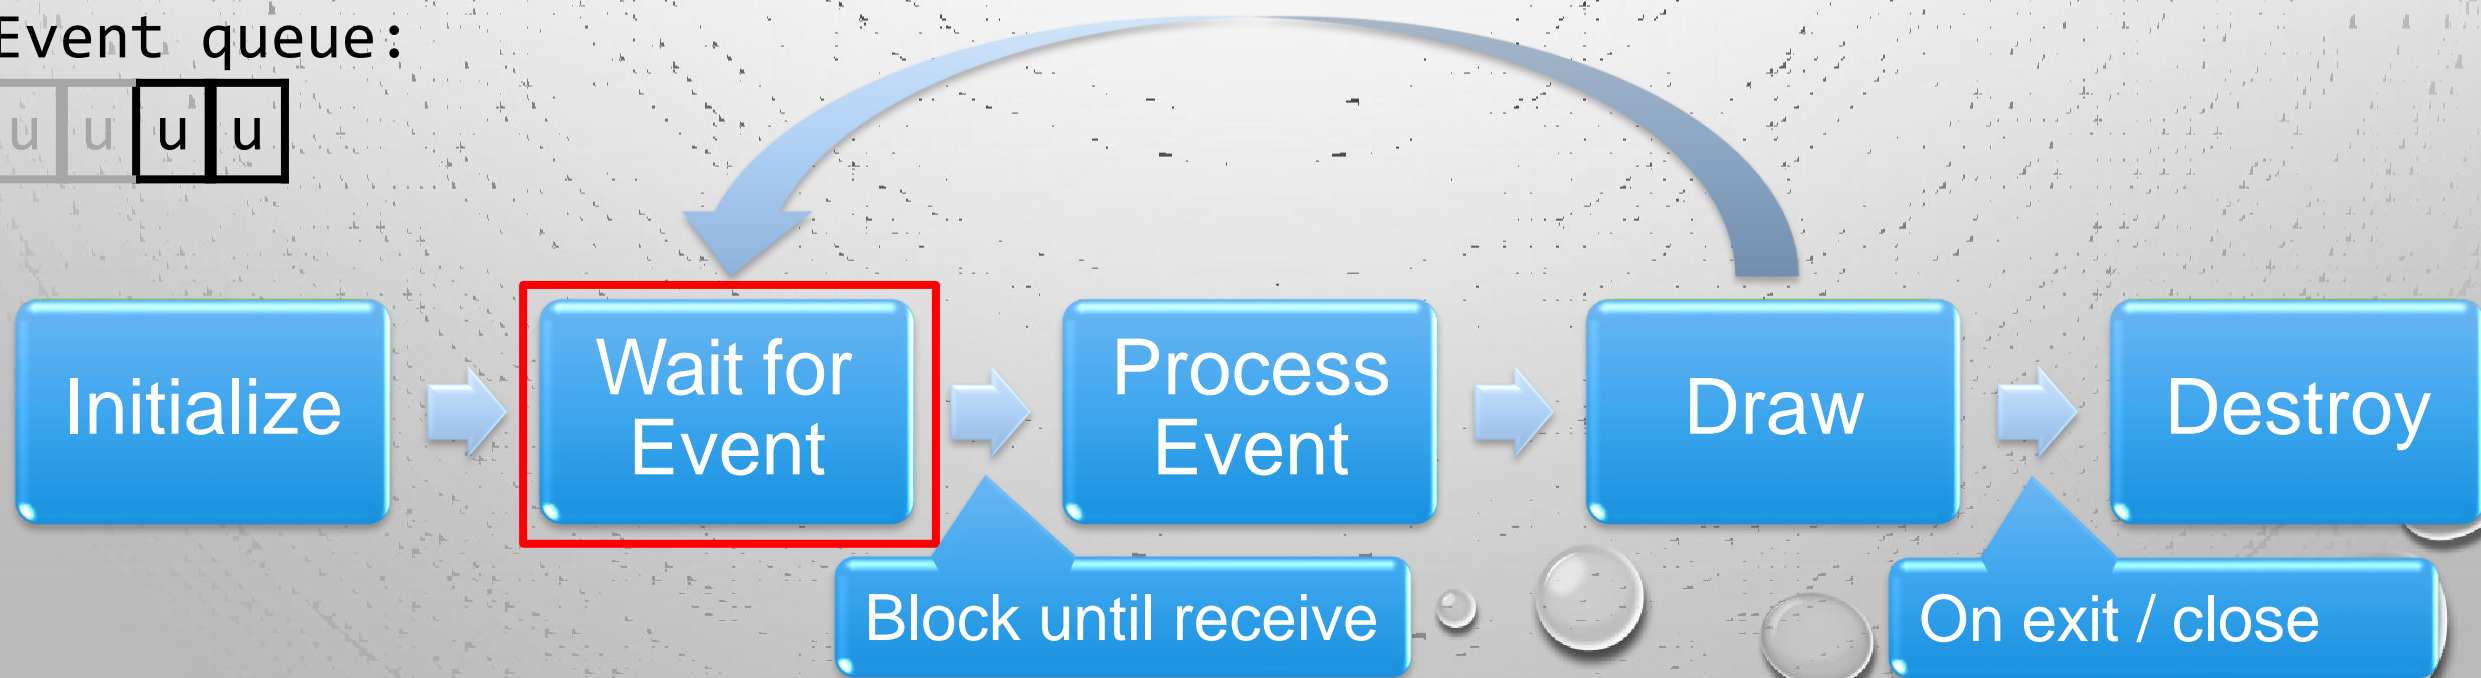 Event queue:
u u u u
Initialize
Wait for
Event
Process
Event
Draw
Destroy
Block until receive
On exit / close